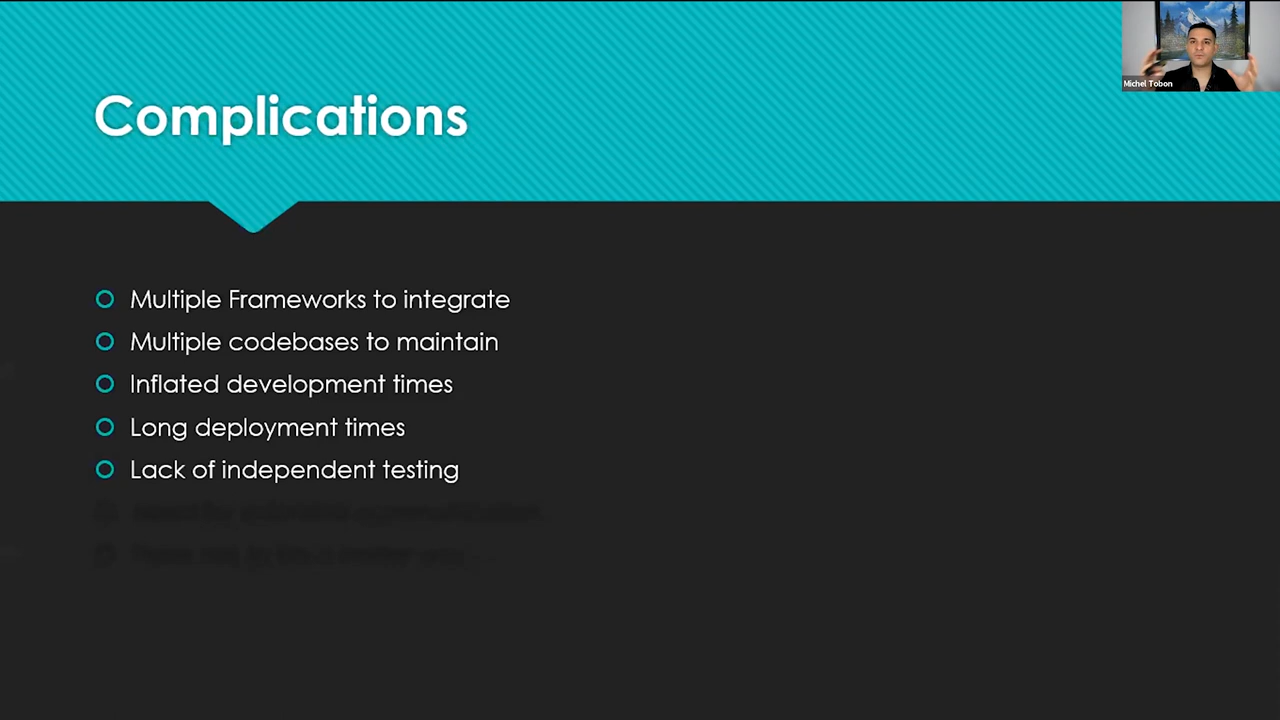 Michel Tobon
Complications
Multiple Frameworks to integrate
Multiple codebases to maintain
Inflated development times
Long deployment times
Lack of independent testing